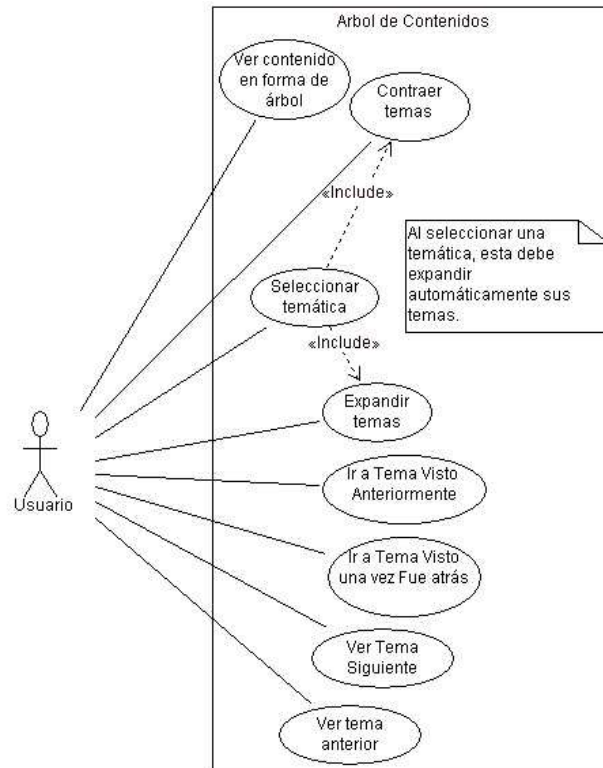 Arbol de Contenidos
Ver contenido
en forma de
árbol
Contraer
temas
«Include»
Al seleccionar una
temática, esta debe
expandir
automáticamente sus
temas.
Seleccionar
temática
«Include»
Expandir
temas
Ir a Tema Visto
Anteriormente
Usuario
Ir a Tema Visto
una vez Fue atrás
Ver Tema
Siguiente
Ver tema
anterior